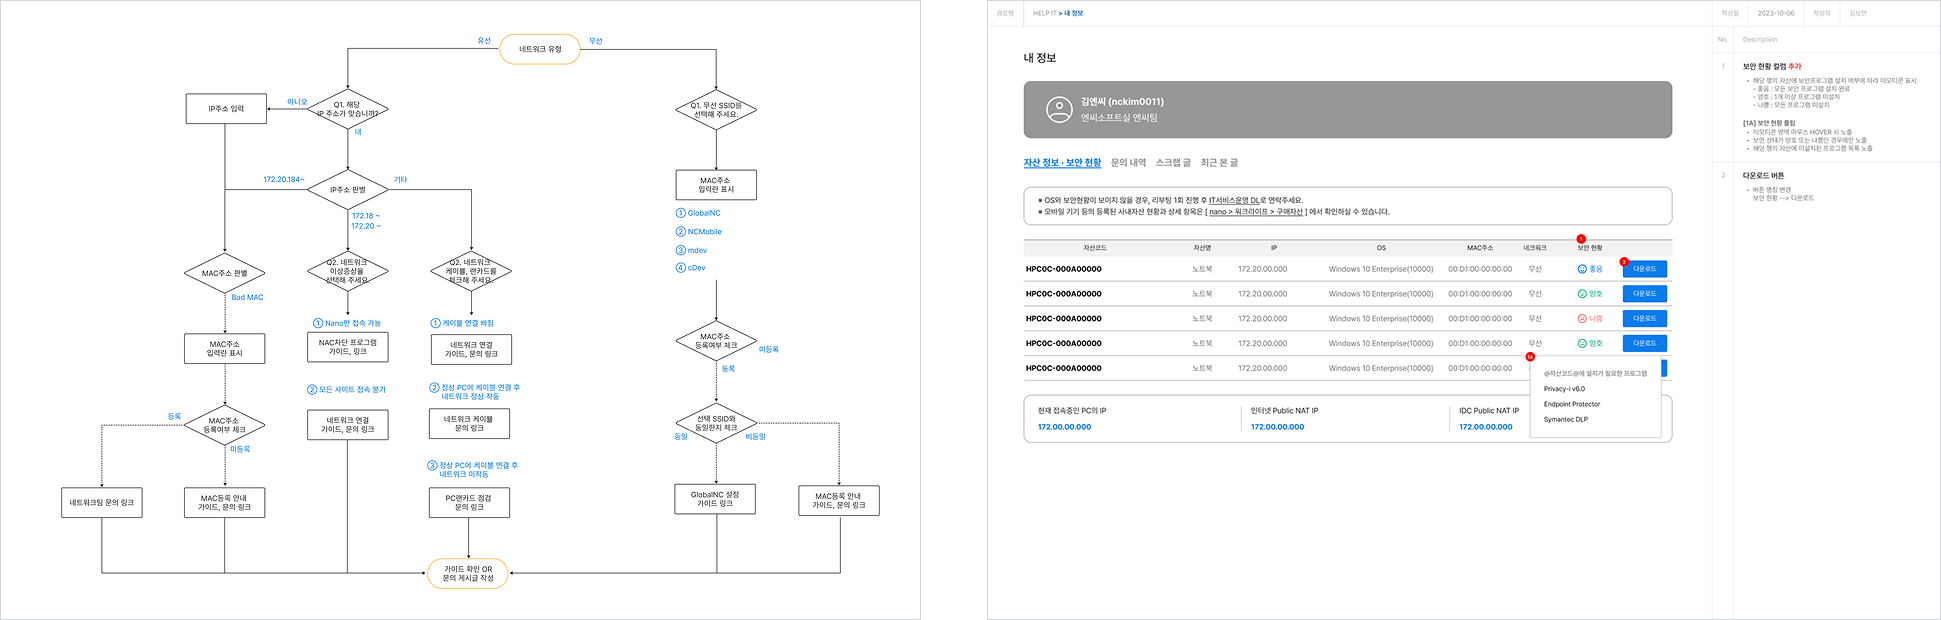 유선
네트워크 유형
무선
IP주소 입력
아니오
Q1. 해당
IP 주소가 맞습니까?
네
Q1. 무선 SSID를
선택해 주세요.
172.20.184~
IP주소 판별
기타
172.18 ~
172.20 ~
MAC주소
입력란 표시
① GlobalNC
② NCMobile
③ mdev
④ cDev
MAC주소 판별
Bad MAC
Q2. 네트워크
이상증상을
선택해 주세요.
Q2. 네트워크
케이블, 랜카드를
체크해 주세요.
① Nano만 접속 가능
NAC차단 프로그램
가이드, 링크
① 케이블 연결 빠짐
네트워크 연결
가이드, 문의 링크
MAC주소
입력란 표시
MAC주소
등록여부 체크
미등록
등록
② 모든 사이트 접속 불가
네트워크 연결
가이드, 문의 링크
② 정상 PC에 케이블 연결 후
네트워크 정상 작동
네트워크 케이블
문의 링크
등록
MAC주소
등록여부 체크
미등록
선택 SSID와
동일한지 체크
동일
비동일
③ 정상 PC에 케이블 연결 후
네트워크 미작동
PC랜카드 점검
문의 링크
네트워크팀 문의 링크
MAC등록 안내
가이드, 문의 링크
GlobalNC 설정
가이드 링크
MAC등록 안내
가이드, 문의 링크
가이드 확인 OR
문의 게시글 작성
경로명 HELP IT > 내 정보 작성일 2023-10-06 작성자 김보연
내 정보
김엔씨 (nckim0011)
엔씨소프트실 엔씨팀
자산 정보 · 보안 현황 문의 내역 스크랩 글 최근 본 글
※ OS와 보안현황이 보이지 않을 경우, 리부팅 1회 진행 후 IT서비스운영 DL로 연락주세요.
※ 모바일 기기 등의 등록된 사내자산 현황과 상세 항목은 [ nano > 워크라이프 > 구매자산 ] 에서 확인하실 수 있습니다.
1
자산코드 자산명 IP OS MAC주소 네크워크 보안 현황
2
HPC0C-000A00000 노트북 172.20.00.000 Windows 10 Enterprise(10000) 00:D1:00:00:00:00 무선 좋음 다운로드
HPC0C-000A00000 노트북 172.20.00.000 Windows 10 Enterprise(10000) 00:D1:00:00:00:00 무선 양호 다운로드
HPC0C-000A00000 노트북 172.20.00.000 Windows 10 Enterprise(10000) 00:D1:00:00:00:00 무선 나쁨 다운로드
HPC0C-000A00000 노트북 172.20.00.000 Windows 10 Enterprise(10000) 00:D1:00:00:00:00 무선 양호 다운로드
1A
HPC0C-000A00000 노트북 172.20.00.000 Windows 10 Enterprise(10000) 00:D1:00:00:00:00
@자산코드@에 설치가 필요한 프로그램
Privacy-i v6.0
Endpoint Protector
Symantec DLP
현재 접속중인 PC의 IP
172.00.00.000
인터넷 Public NAT IP
172.00.00.000
IDC Public NAT IP
172.00.00.000
No. Description
1 보안 현황 컬럼 추가
• 해당 행의 자산에 보안프로그램 설치 여부에 따라 이모티콘 표시
- 좋음 : 모든 보안 프로그램 설치 완료
- 양호 : 1개 이상 프로그램 미설치
- 나쁨 : 모든 프로그램 미설치
[1A] 보안 현황 툴팁
• 이모티콘 영역 마우스 HOVER 시 노출
• 보안 상태가 양호 또는 나쁨인 경우에만 노출
• 해당 행의 자산에 미설치된 프로그램 목록 노출
2 다운로드 버튼
• 버튼 명칭 변경
보안 현황 --> 다운로드